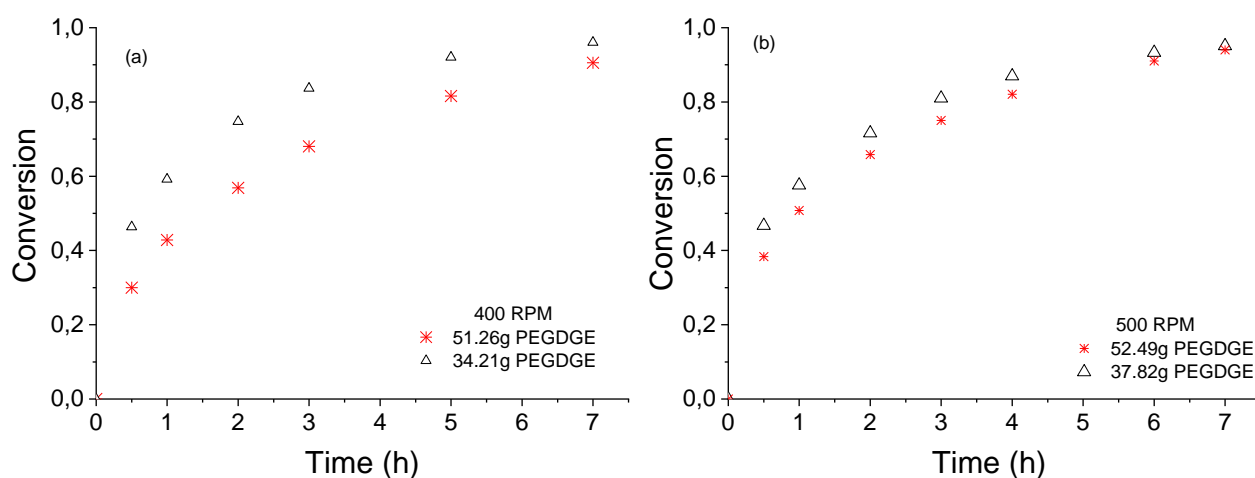 (a)
Conversion
1,0
0,8
0,6
0,4
0,2
0,0
400 RPM
51.26g PEGDGE
34.21g PEGDGE
0 1 2 3 4 5 6 7
Time (h)
(b)
Conversion
1,0
0,8
0,6
0,4
0,2
0,0
500 RPM
52.49g PEGDGE
37.82g PEGDGE
0 1 2 3 4 5 6 7
Time (h)